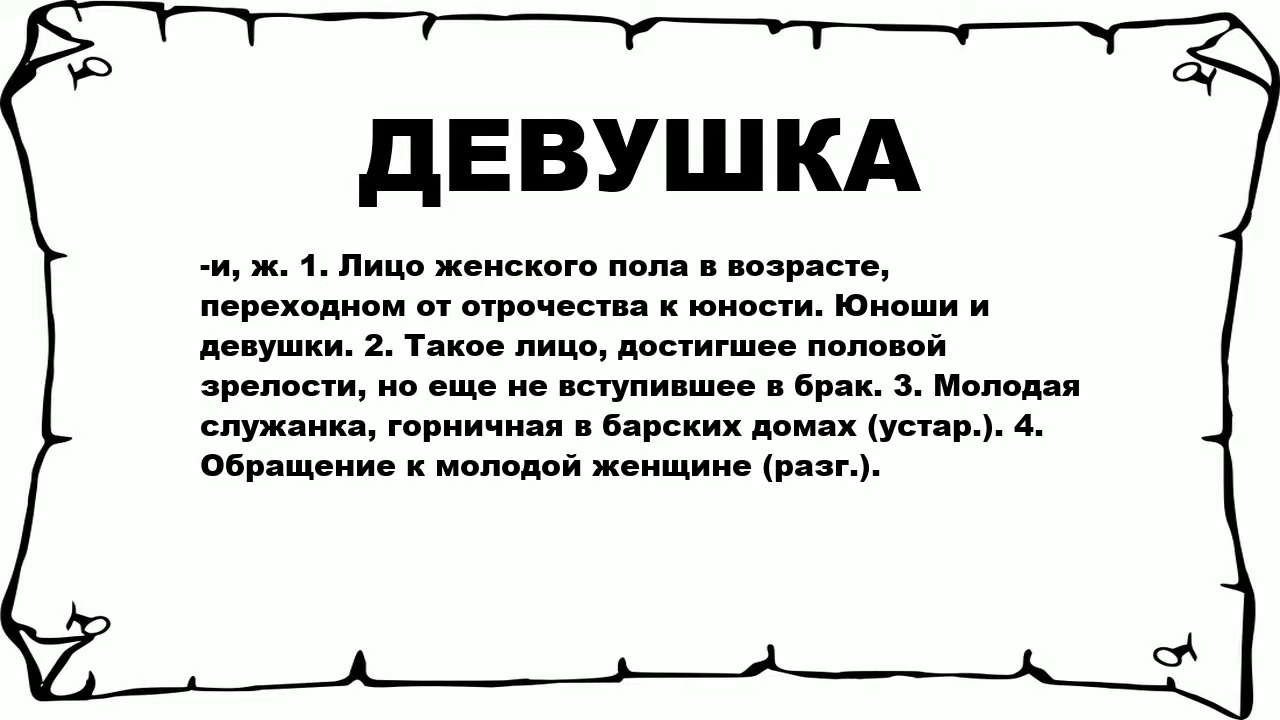 ДЕВУШКА
-и, ж. 1. Лицо женского пола в возрасте,
переходном от отрочества к юности. Юноши и
девушки. 2. Такое лицо, достигшее половой
зрелости, но еще не вступившее в брак. 3. Молодая
служанка, горничная в барских домах (устар.). 4.
Обращение к молодой женщине (разг.).